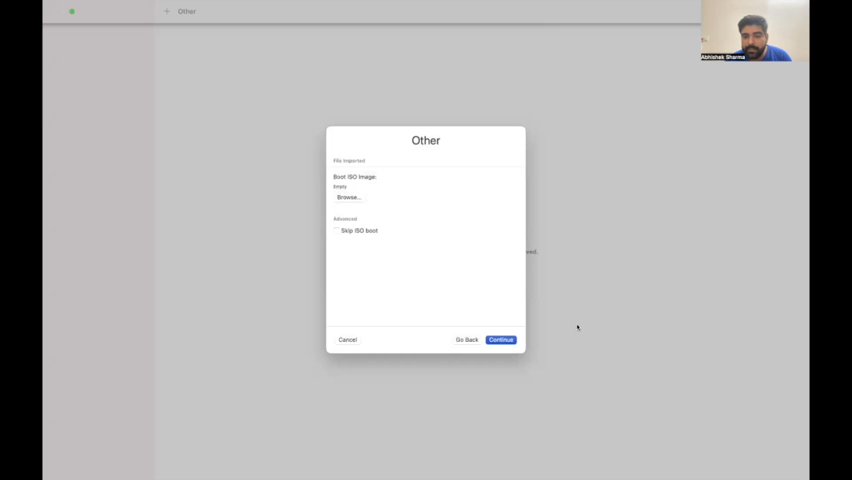 Other
Abhishek Sharma
Other
File Imported
Boot ISO Image:
Empty
Browse...
Advanced
Skip ISO boot
Cancel
Go Back
Continue